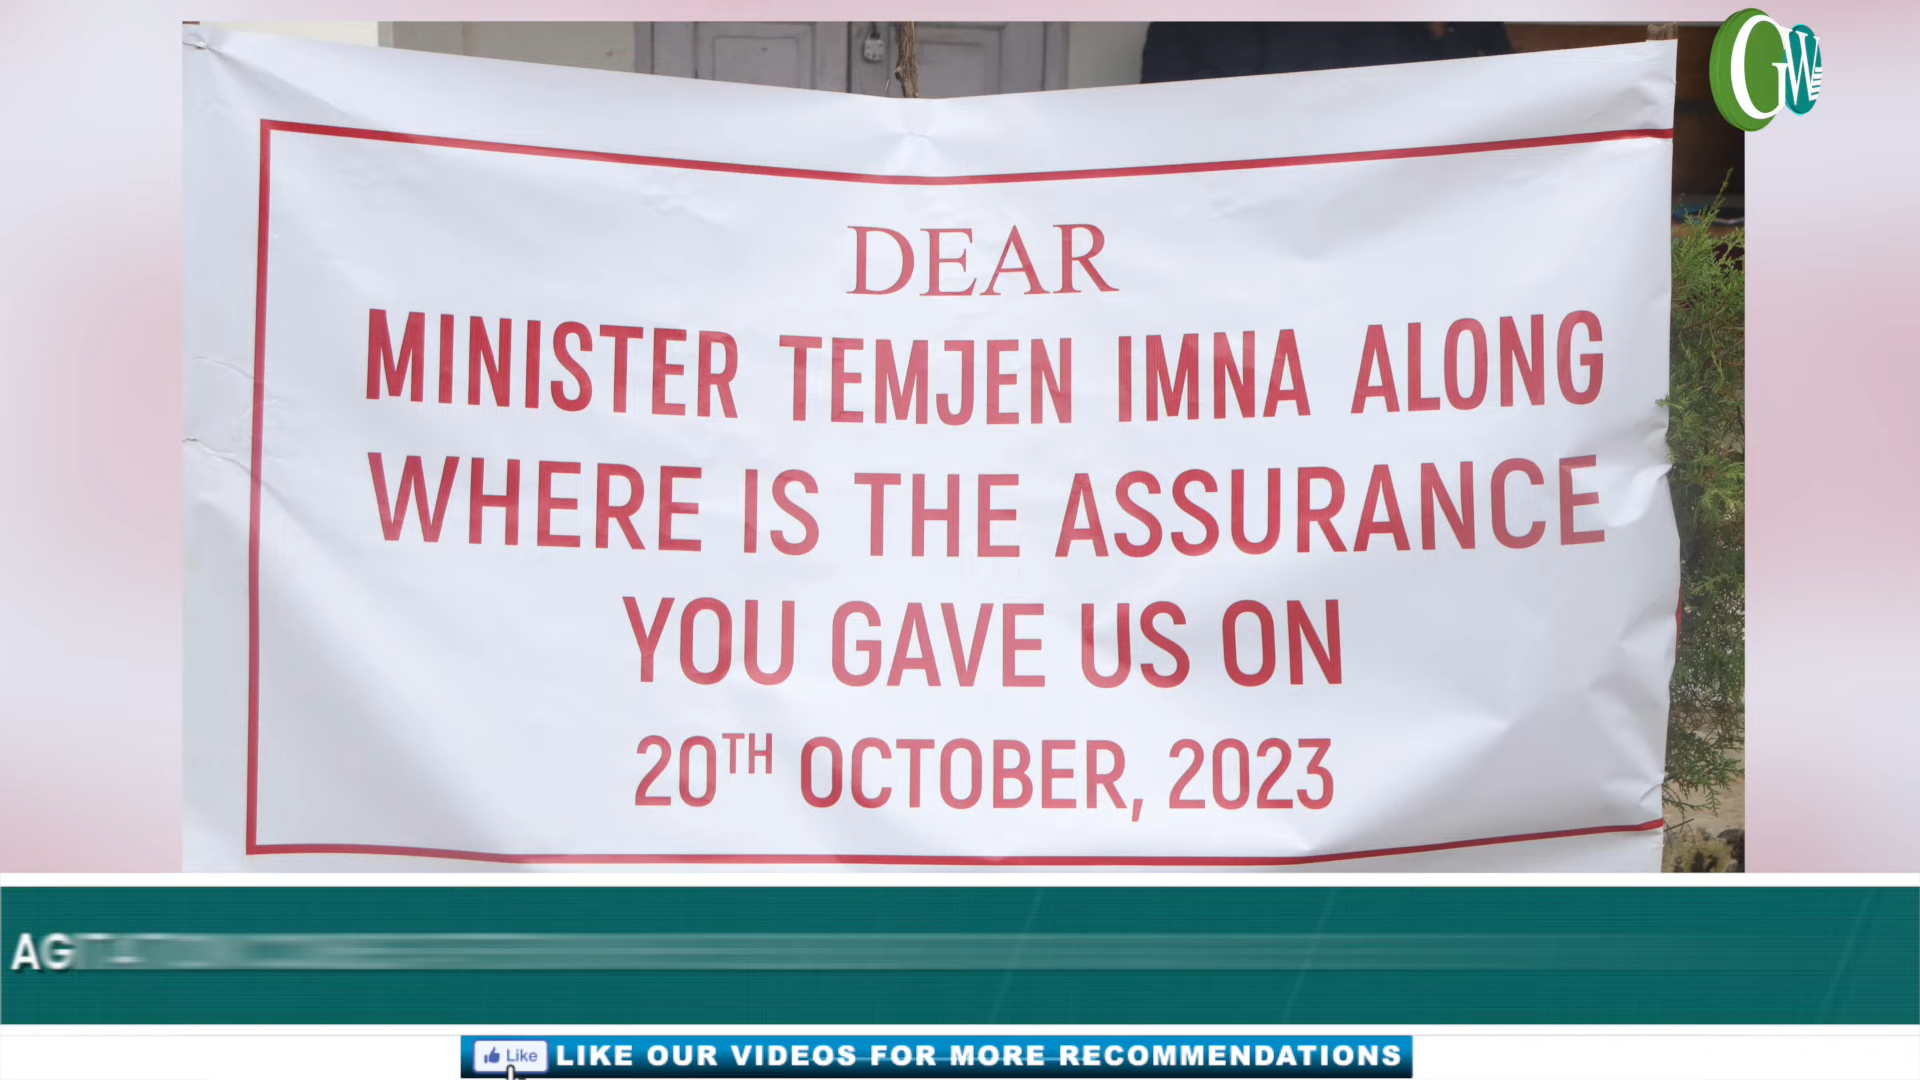 GW
DEAR
MINISTER TEMJEN IMNA ALONG
WHERE IS THE ASSURANCE
YOU GAVE US ON
20TH OCTOBER, 2023
Like LIKE OUR VIDEOS FOR MORE RECOMMENDATIONS